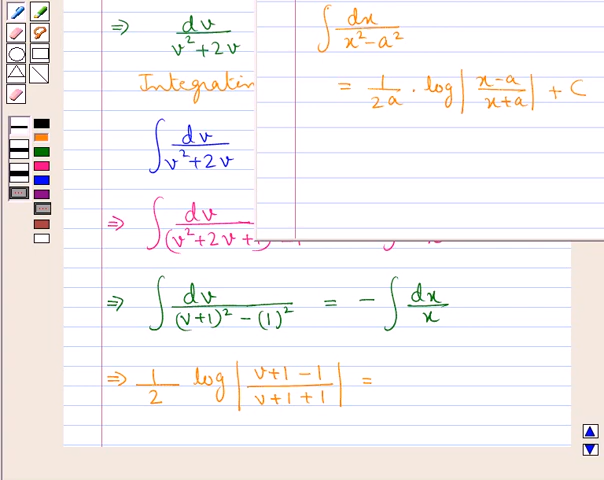 ⇒ dv / v² + 2v
Integratin
∫ dv / v² + 2v
⇒ ∫ dv / (v² + 2v +
⇒ ∫ dv / (v+1)² − (1)² = − ∫ dx / x
⇒ 1/2 log | v+1 −1 / v+1 +1 | =
∫ dx / x² − a²
= 1/2a · log | x−a / x+a | + C